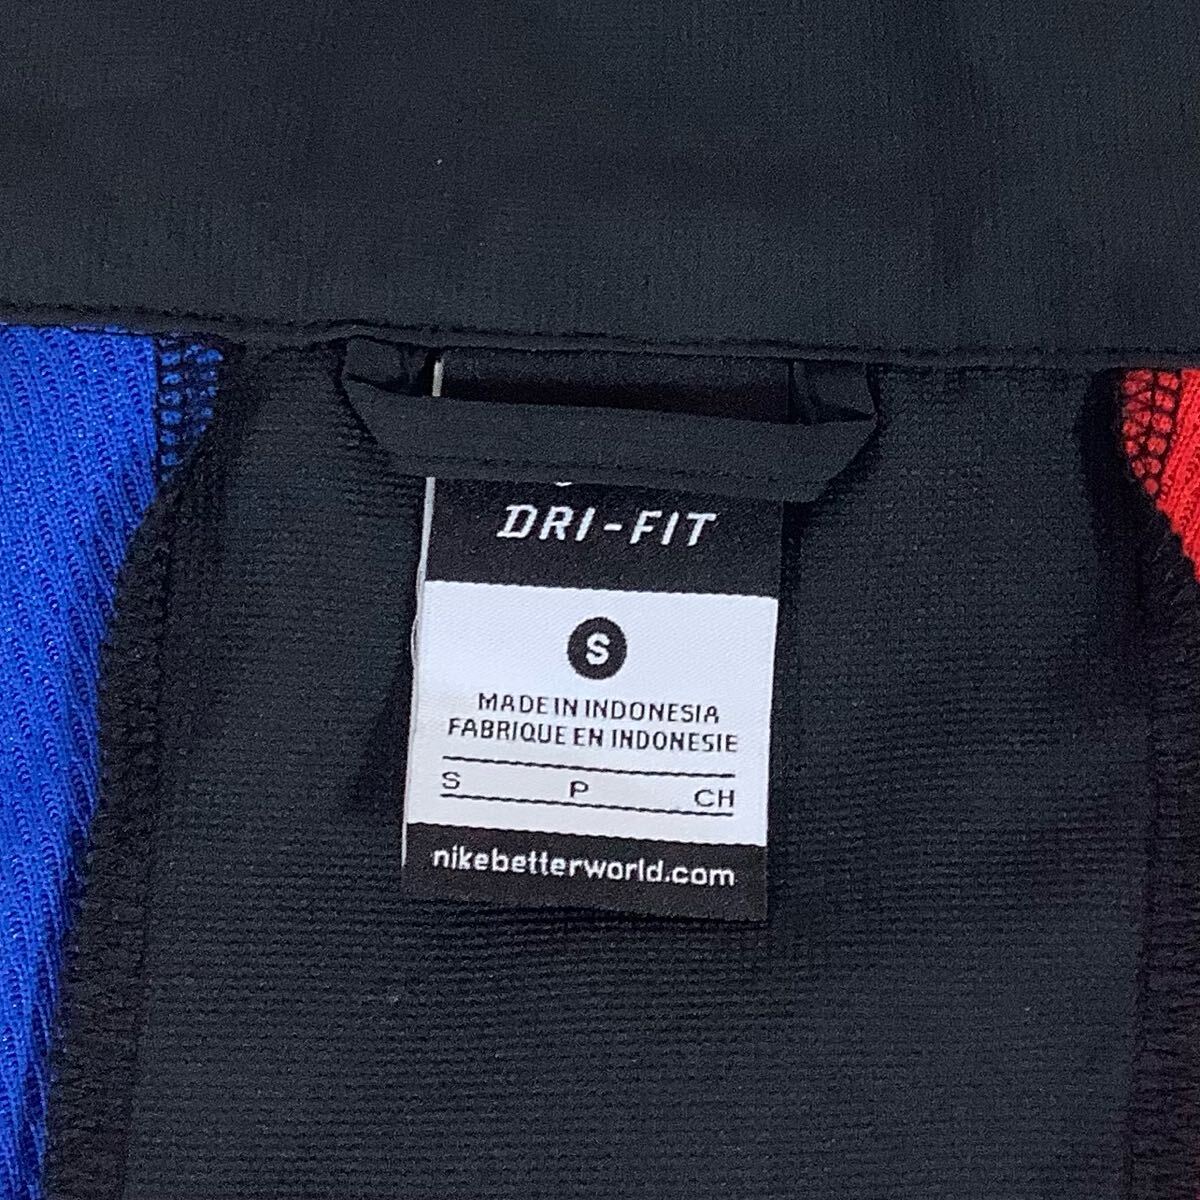 DRI-FIT
S
MADE IN INDONESIA
FABRIQUE EN INDONESIE
S P CH
nikebetterworld.com